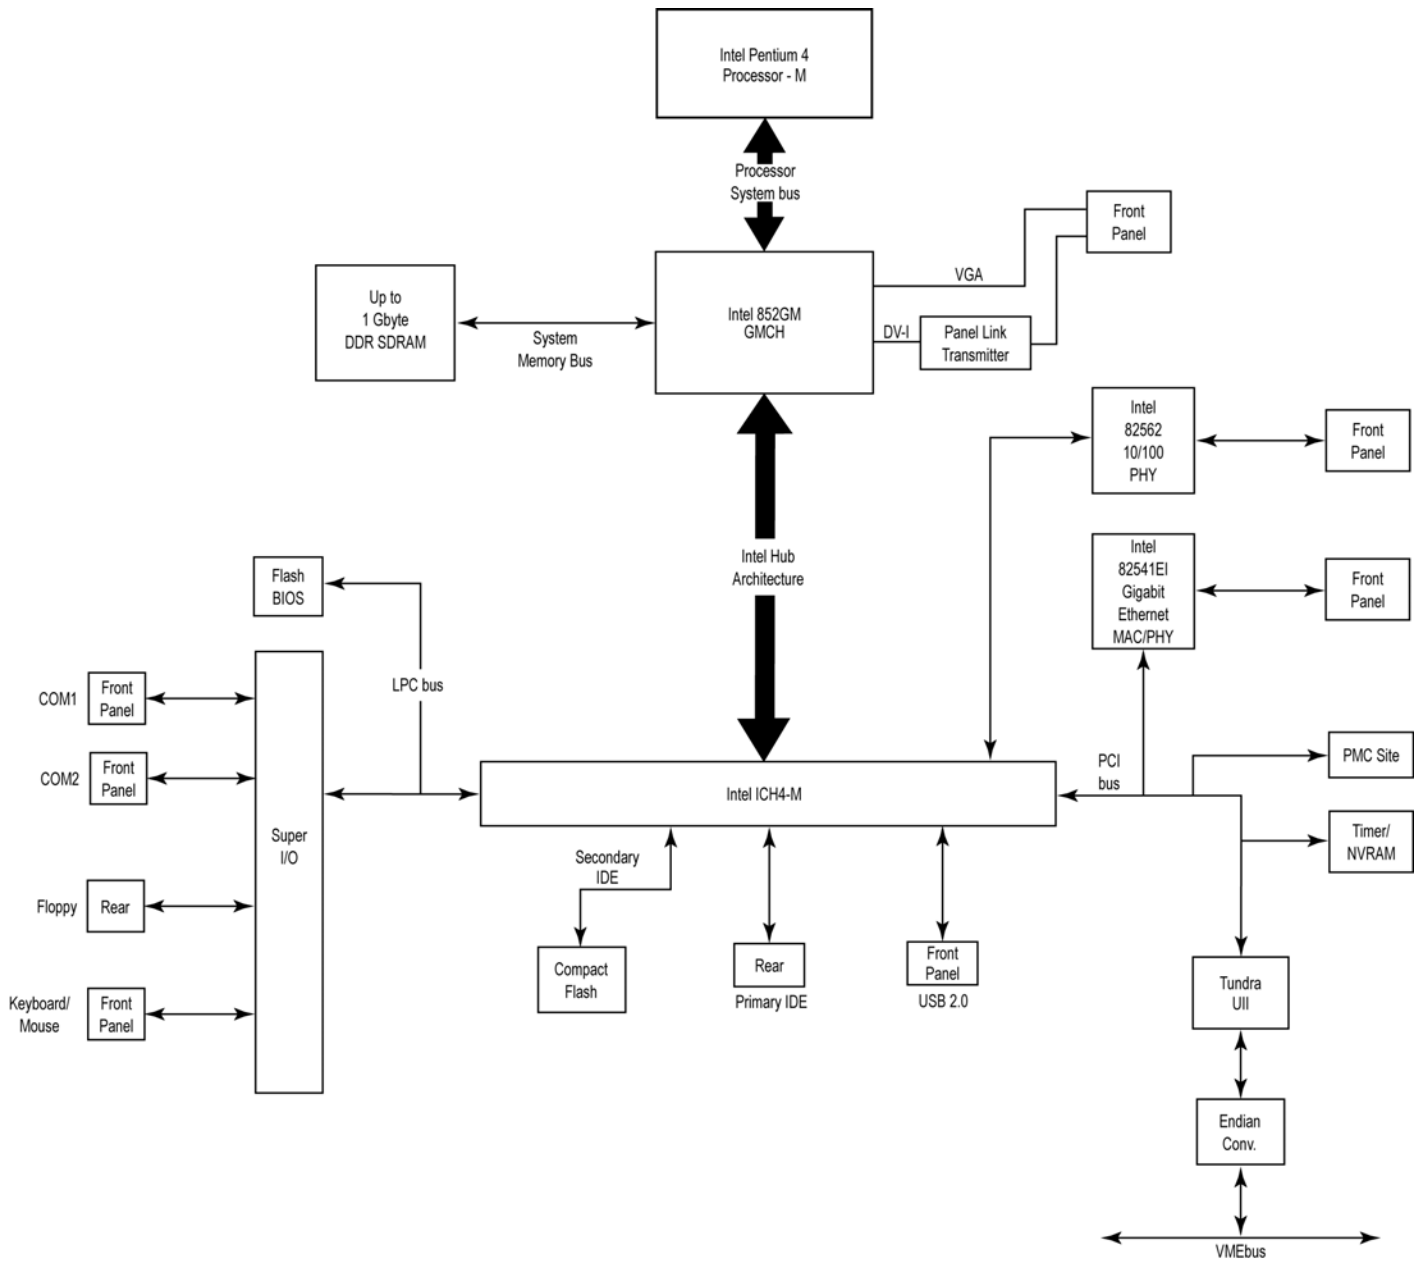 Intel Pentium 4
Processor - M
Processor
System bus
Front
Panel
VGA
Up to
1 Gbyte
DDR SDRAM
System
Memory Bus
Intel 852GM
GMCH
DV-I
Panel Link
Transmitter
Intel
82562
10/100
PHY
Front
Panel
Intel
82541EI
Gigabit
Ethernet
MAC/PHY
Front
Panel
Intel Hub
Architecture
Flash
BIOS
LPC bus
COM1
Front
Panel
COM2
Front
Panel
Super
I/O
Floppy
Rear
Keyboard/
Mouse
Front
Panel
Intel ICH4-M
PCI
bus
PMC Site
Timer/
NVRAM
Secondary
IDE
Compact
Flash
Rear
Primary IDE
Front
Panel
USB 2.0
Tundra
UII
Endian
Conv.
VMEbus